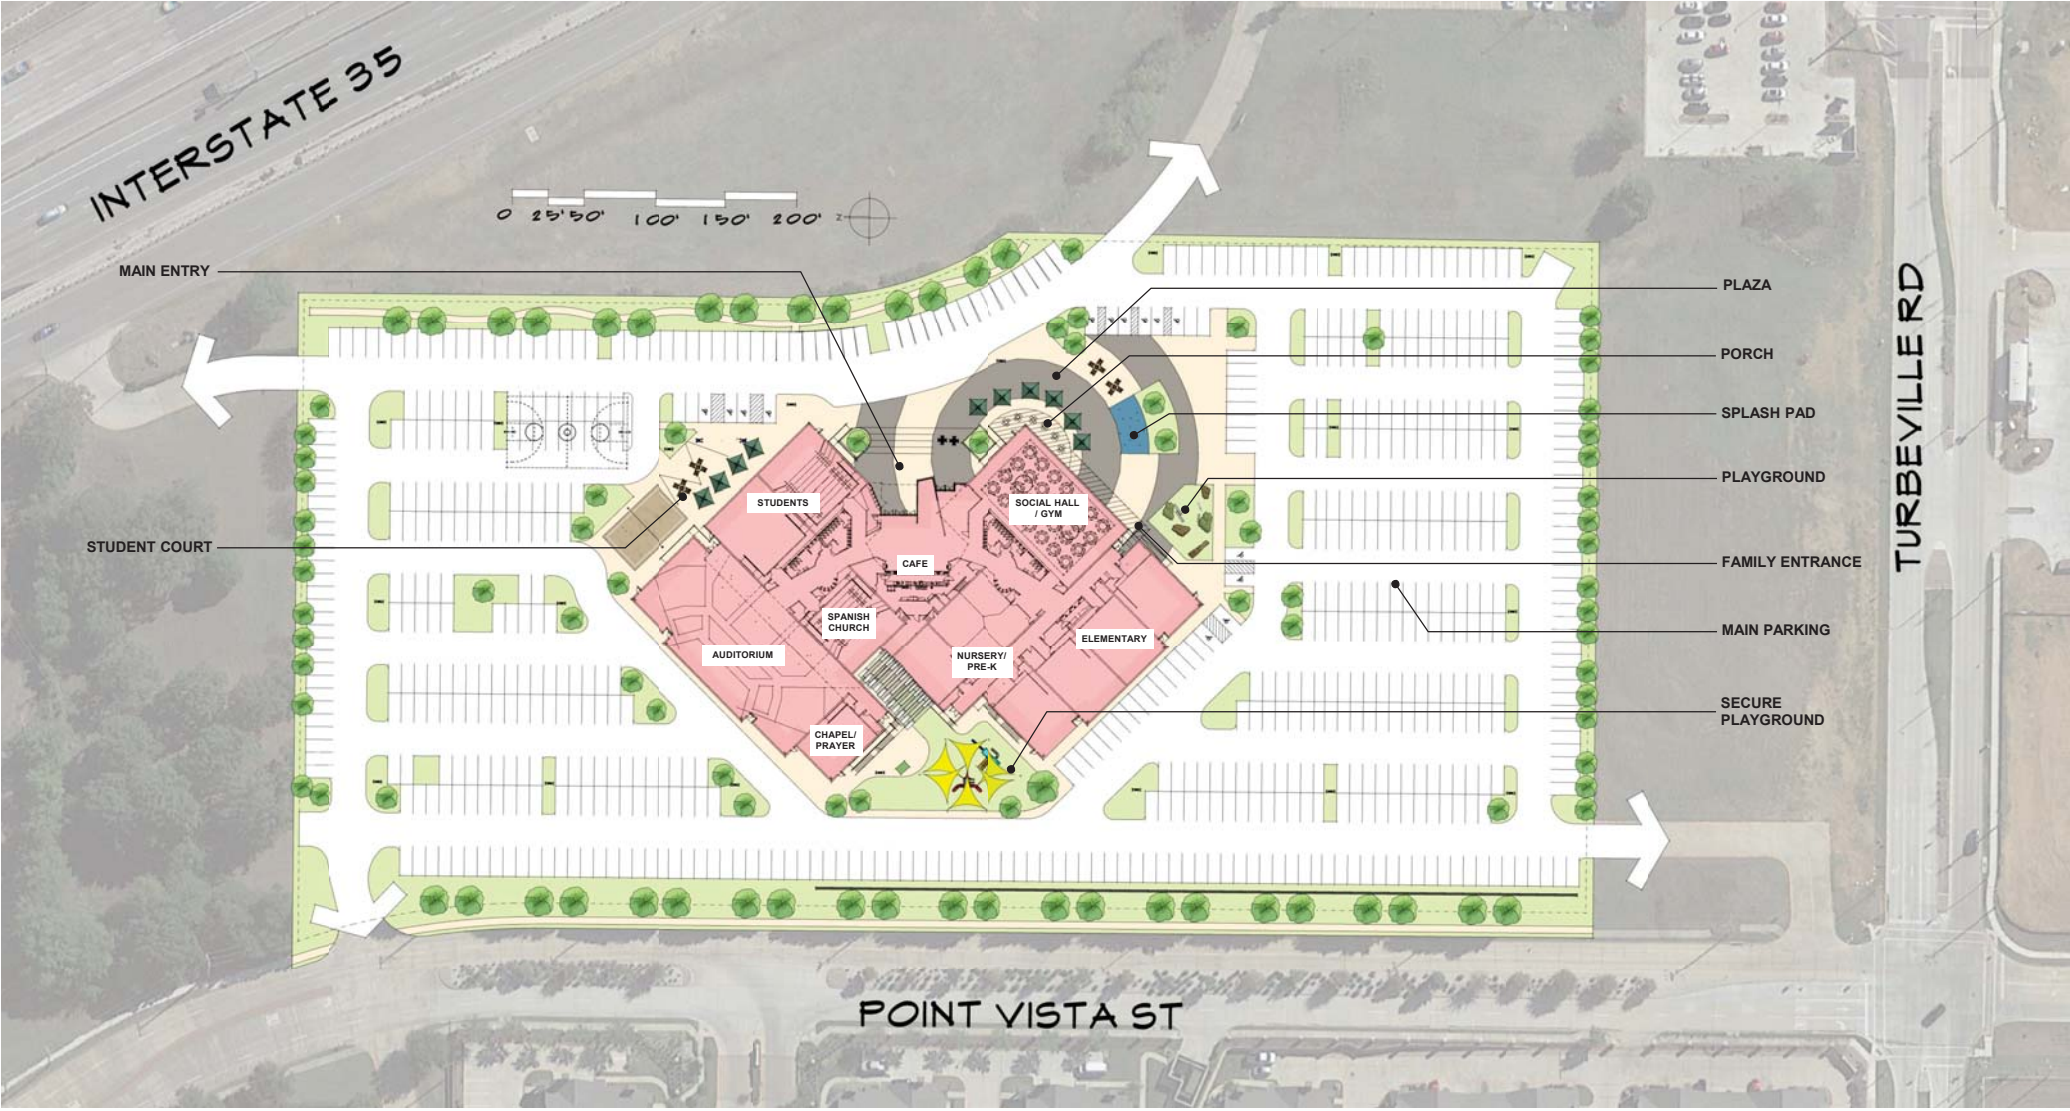 INTERSTATE 35
0 25' 50' 100' 150' 200'
Z
MAIN ENTRY
PLAZA
PORCH
SPLASH PAD
PLAYGROUND
STUDENT COURT
FAMILY ENTRANCE
MAIN PARKING
SECURE
PLAYGROUND
STUDENTS
SOCIAL HALL
/ GYM
CAFE
SPANISH
CHURCH
ELEMENTARY
AUDITORIUM
NURSERY/
PRE-K
CHAPEL/
PRAYER
TURBEVILLE RD
POINT VISTA ST